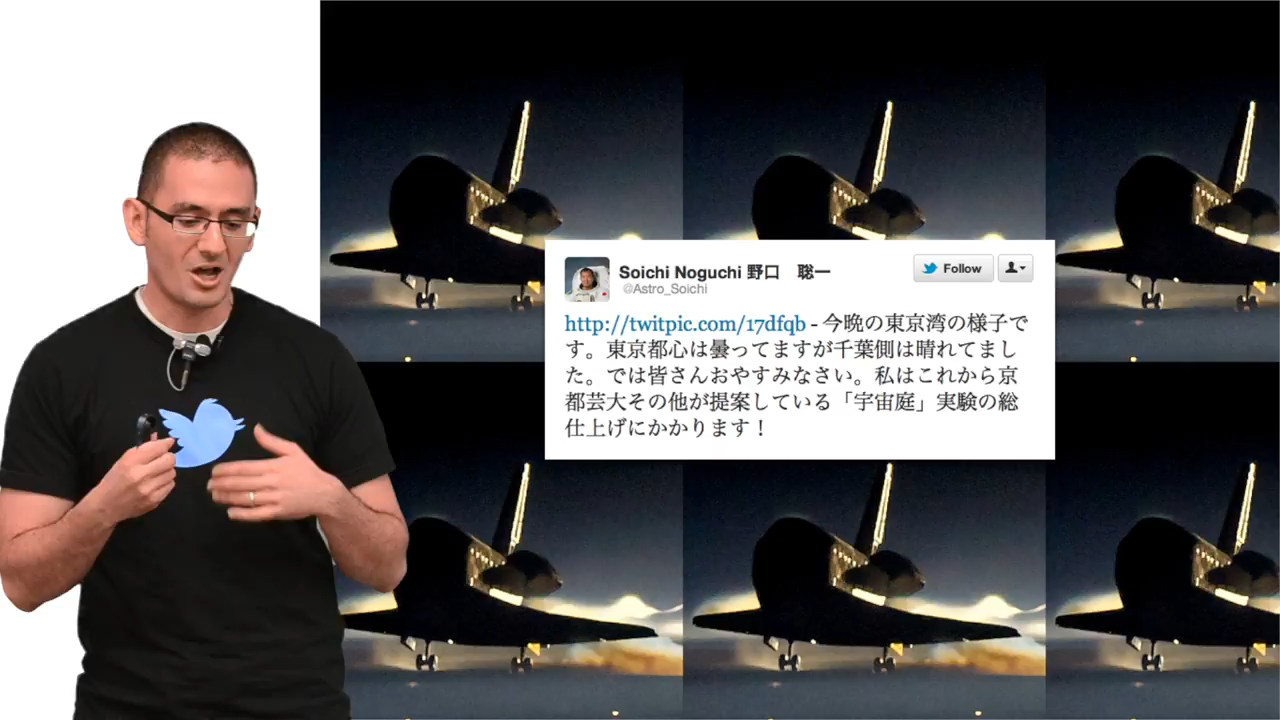 Soichi Noguchi 野口　聡一
@Astro_Soichi
Follow
http://twitpic.com/17dfqb - 今晩の東京湾の様子で
す。東京都心は曇ってますが千葉側は晴れてまし
た。では皆さんおやすみなさい。私はこれから京
都芸大その他が提案している「宇宙庭」実験の総
仕上げにかかります！